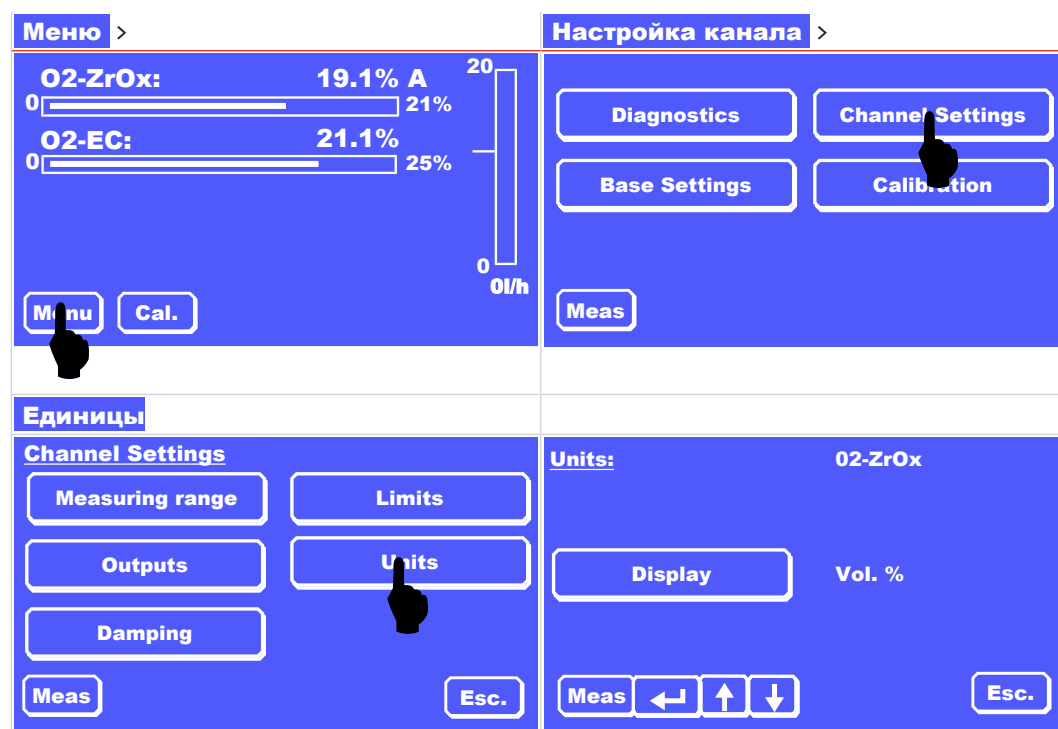 Меню >
Настройка канала >
O2-ZrOx: 19.1% A
0 21%
O2-EC: 21.1%
0 25%
20
0
0l/h
Menu Cal.
Diagnostics Channel Settings
Base Settings Calibration
Meas
Единицы
Channel Settings
Measuring range Limits
Outputs Units
Damping
Meas Esc.
Units: 02-ZrOx
Display Vol. %
Meas Esc.